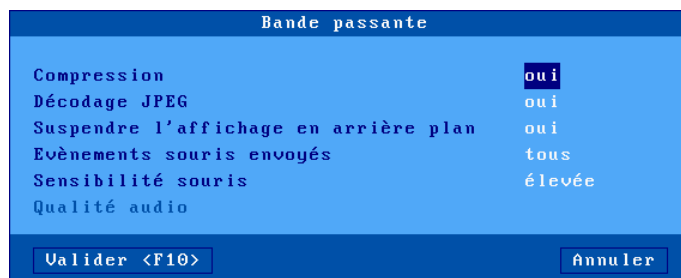 Bande passante
Compression oui
Décodage JPEG oui
Suspendre l'affichage en arrière plan oui
Evènements souris envoyés tous
Sensibilité souris élevée
Qualité audio
Valider <F10> Annuler